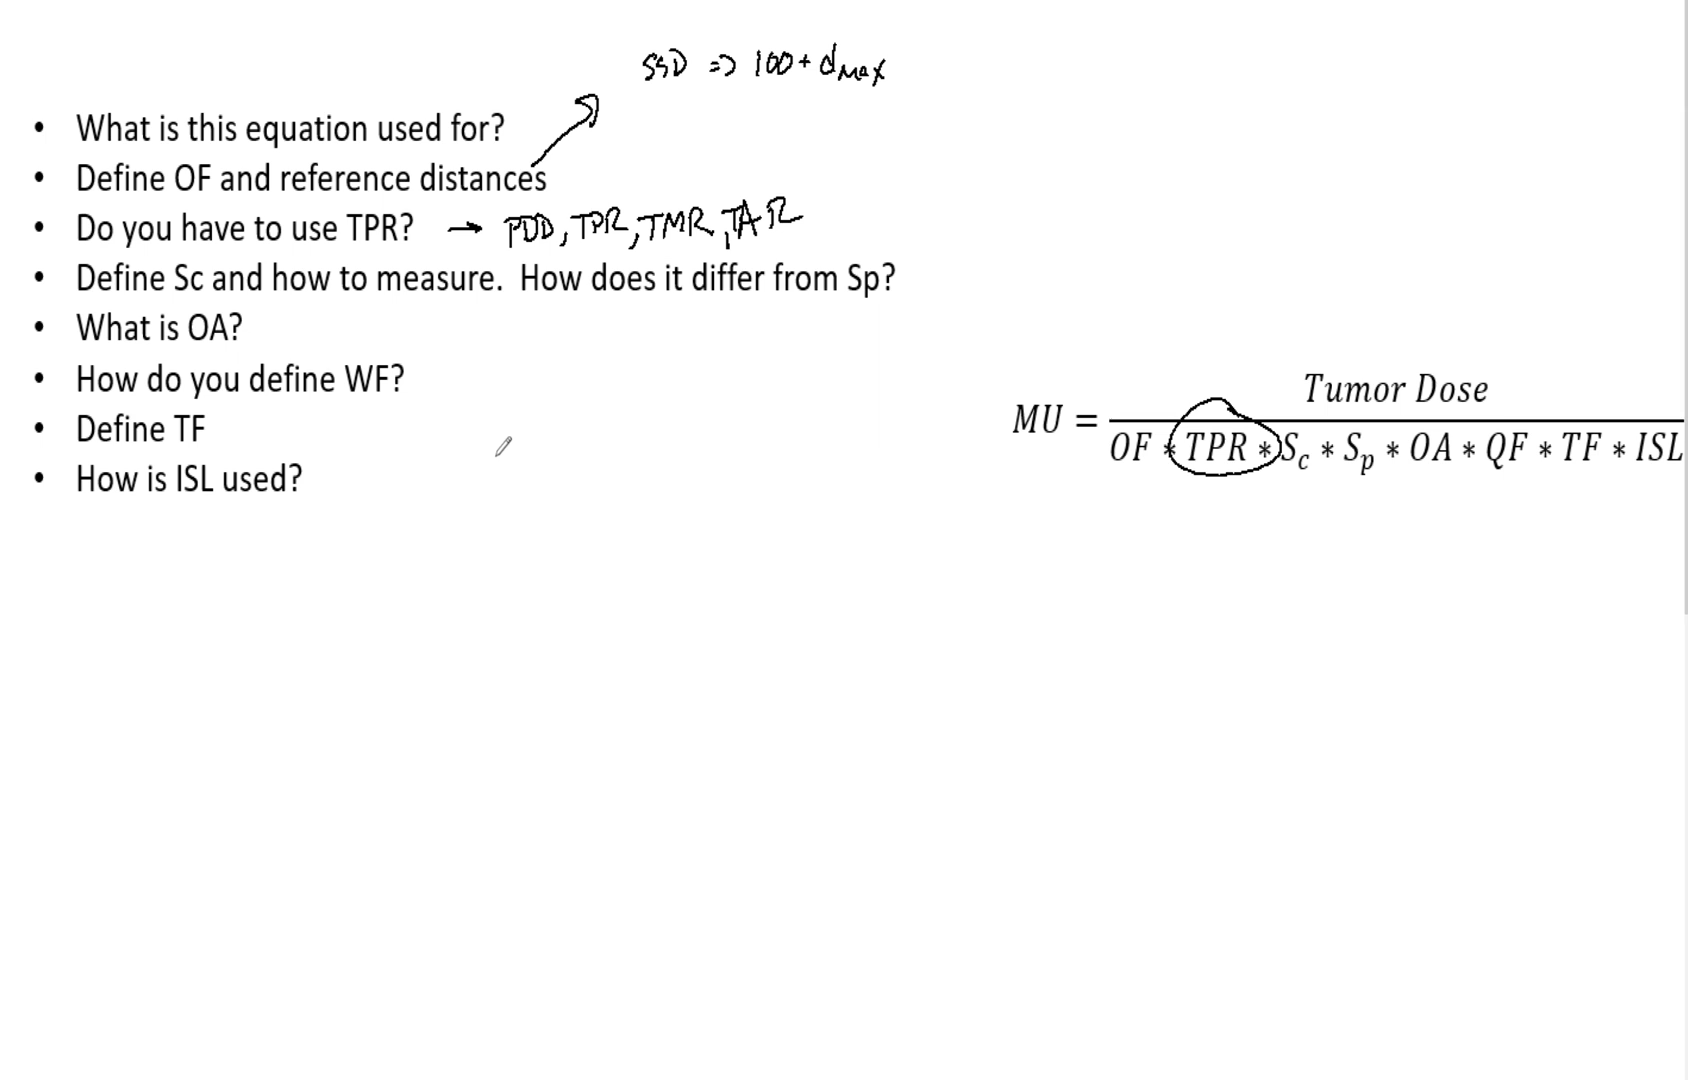 SSD => 100 + dmax
• What is this equation used for?
• Define OF and reference distances
• Do you have to use TPR? → PDD, TPR, TMR, TAR
• Define Sc and how to measure.  How does it differ from Sp?
• What is OA?
• How do you define WF?
• Define TF
• How is ISL used?
Tumor Dose
MU =
OF * TPR * Sc * Sp * OA * QF * TF * ISL